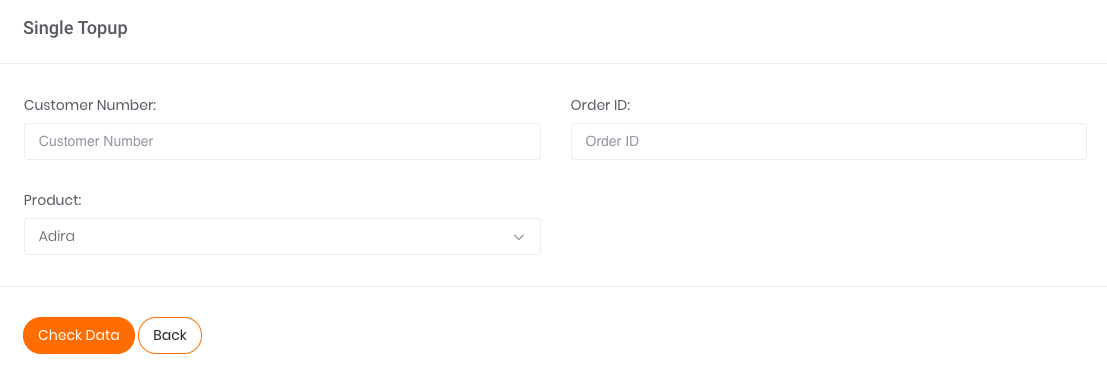 Single Topup
Customer Number:
Order ID:
Customer Number
Order ID
Product:
Adira
Check Data
Back